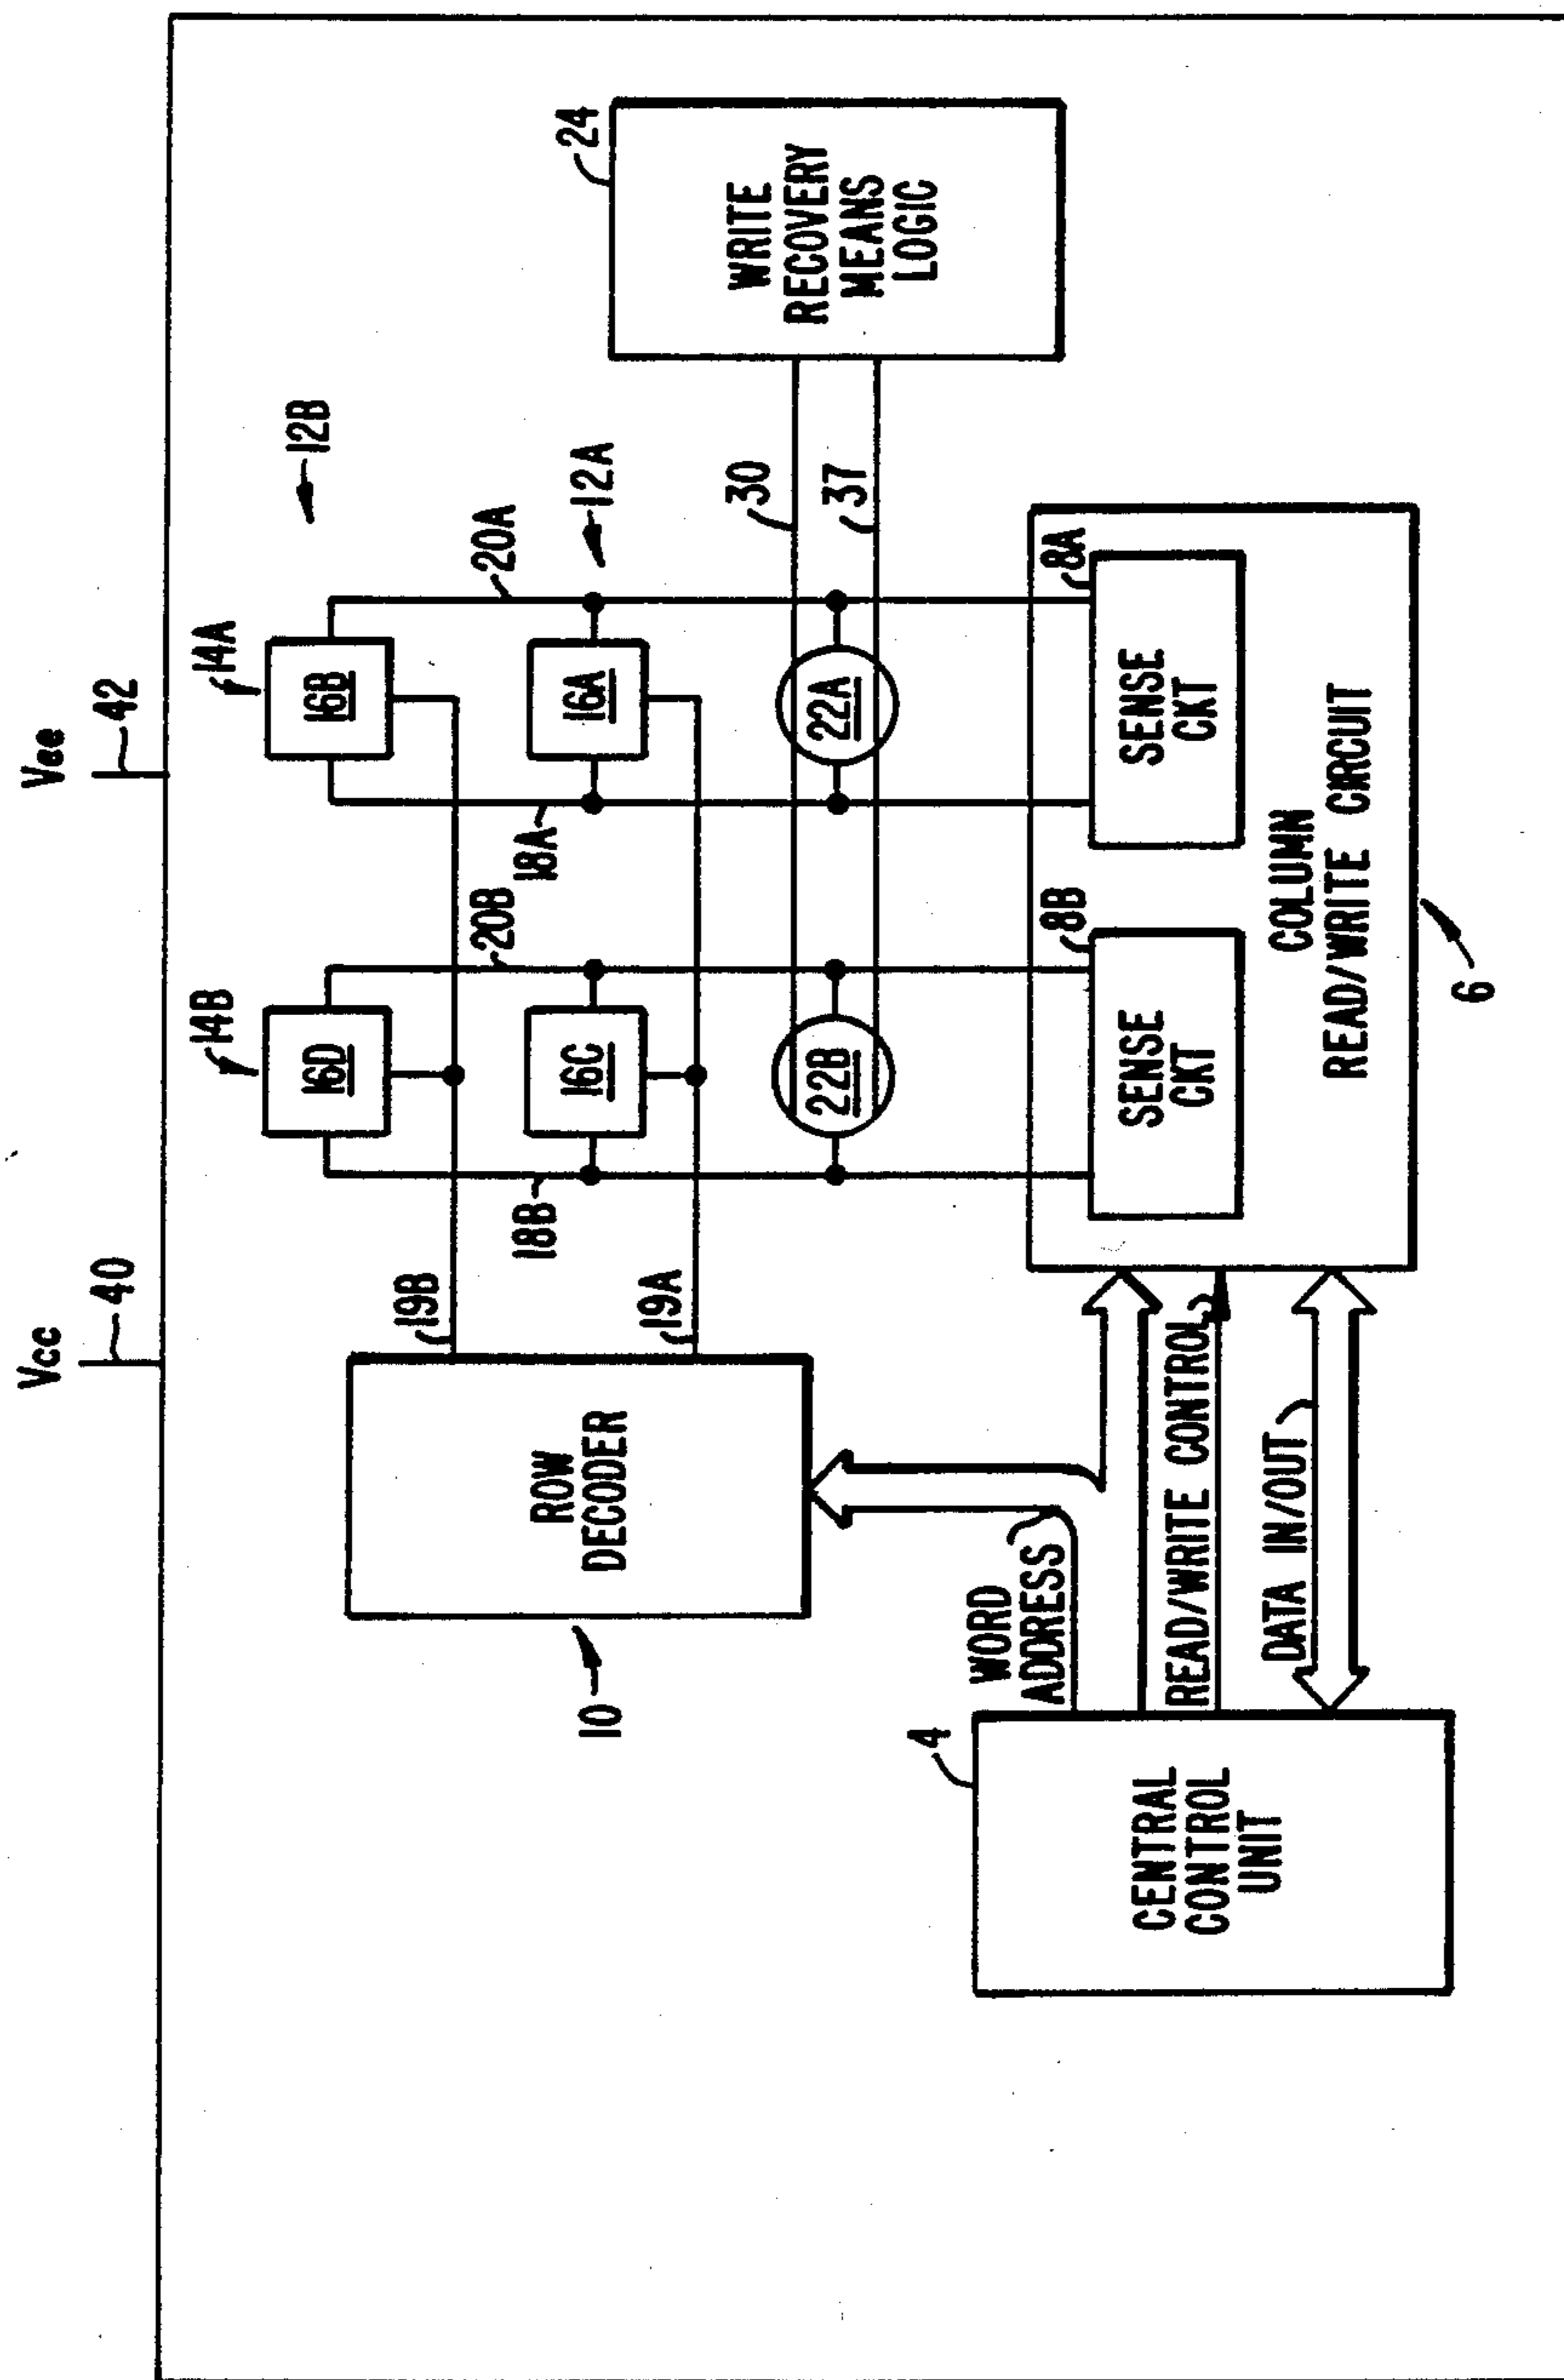 Vcc
40
Vee
42
14B
14A
12B
16D
16B
20B
20A
19B
18B
18A
12A
16C
16A
19A
10
ROW
DECODER
24
WRITE
RECOVERY
MEANS
LOGIC
30
37
22B
22A
WORD
ADDRESS
4
CENTRAL
CONTROL
UNIT
READ/WRITE CONTROL
DATA IN/OUT
8B
8A
SENSE
CKT
SENSE
CKT
COLUMN
READ/WRITE CIRCUIT
6